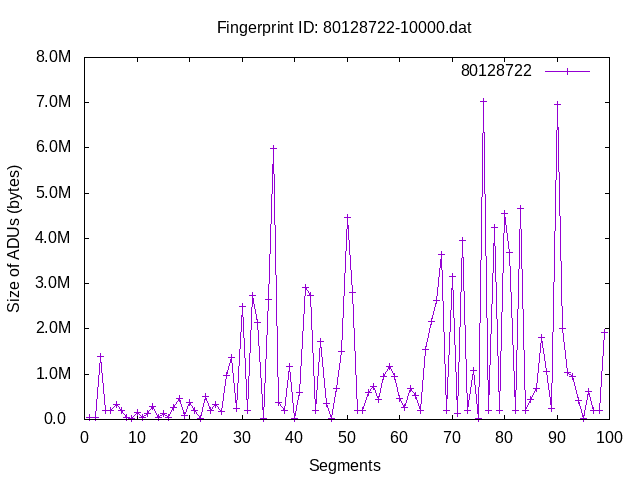 Fingerprint ID: 80128722-10000.dat
8.0M
80128722
7.0M
6.0M
5.0M
Size of ADUs (bytes)
4.0M
3.0M
2.0M
1.0M
0.0
0 10 20 30 40 50 60 70 80 90 100
Segments